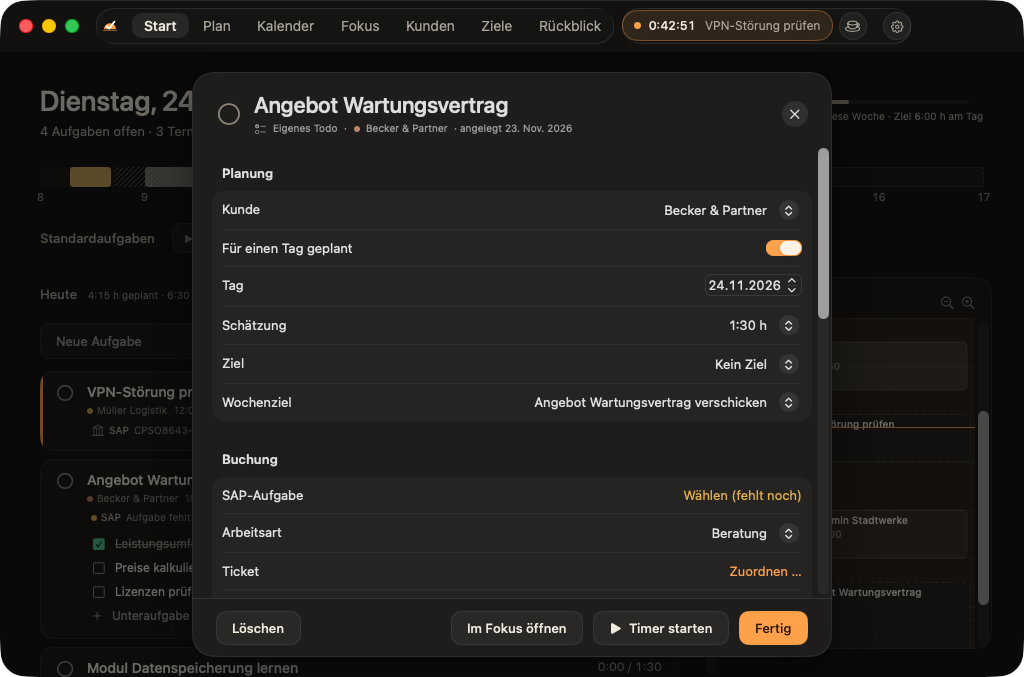 Start Plan Kalender Fokus Kunden Ziele Rückblick 0:42:51 VPN-Störung prüfen
Dienstag, 24
4 Aufgaben offen · 3 Ter
ese Woche · Ziel 6:00 h am Tag
8 9 16 17
Standardaufgaben
Heute 4:15 h geplant · 6:30
Neue Aufgabe
VPN-Störung pr
Müller Logistik 12:0
SAP CPSO8643-
Angebot Wartur
Becker & Partner
SAP Aufgabe fehlt
Leistungsumf
Preise kalkulie
Lizenzen prüf
+ Unteraufgabe
Modul Datenspeicherung lernen 0:00 / 1:30
örung prüfen
min Stadtwerke
00
t Wartungsvertrag
Angebot Wartungsvertrag
Eigenes Todo · Becker & Partner · angelegt 23. Nov. 2026
Planung
Kunde Becker & Partner
Für einen Tag geplant
Tag 24.11.2026
Schätzung 1:30 h
Ziel Kein Ziel
Wochenziel Angebot Wartungsvertrag verschicken
Buchung
SAP-Aufgabe Wählen (fehlt noch)
Arbeitsart Beratung
Ticket Zuordnen ...
Löschen Im Fokus öffnen Timer starten Fertig